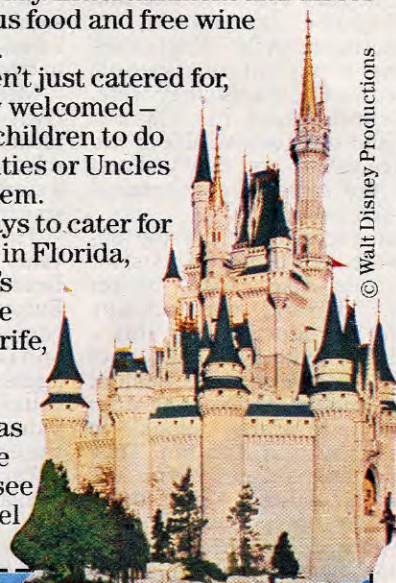 us food and free wine
en't just catered for,
welcomed –
children to do
ties or Uncles
em.
ays to cater for
in Florida,
's
e
rife,
as
e
see
el
© Walt Disney Productions